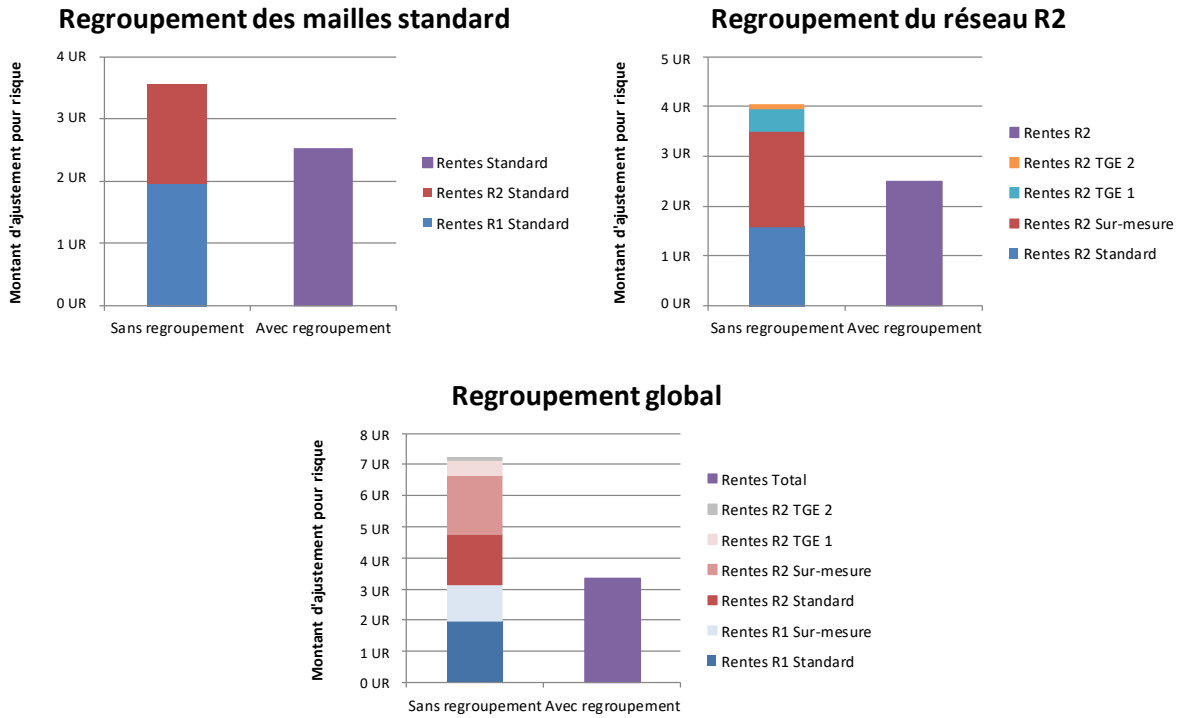 Regroupement des mailles standard
Montant d'ajustement pour risque
4 UR
3 UR
2 UR
1 UR
0 UR
Sans regroupement
Avec regroupement
Rentes Standard
Rentes R2 Standard
Rentes R1 Standard
Regroupement du réseau R2
Montant d'ajustement pour risque
5 UR
4 UR
3 UR
2 UR
1 UR
0 UR
Sans regroupement
Avec regroupement
Rentes R2
Rentes R2 TGE 2
Rentes R2 TGE 1
Rentes R2 Sur-mesure
Rentes R2 Standard
Regroupement global
Montant d'ajustement pour risque
8 UR
7 UR
6 UR
5 UR
4 UR
3 UR
2 UR
1 UR
0 UR
Sans regroupement
Avec regroupement
Rentes Total
Rentes R2 TGE 2
Rentes R2 TGE 1
Rentes R2 Sur-mesure
Rentes R2 Standard
Rentes R1 Sur-mesure
Rentes R1 Standard